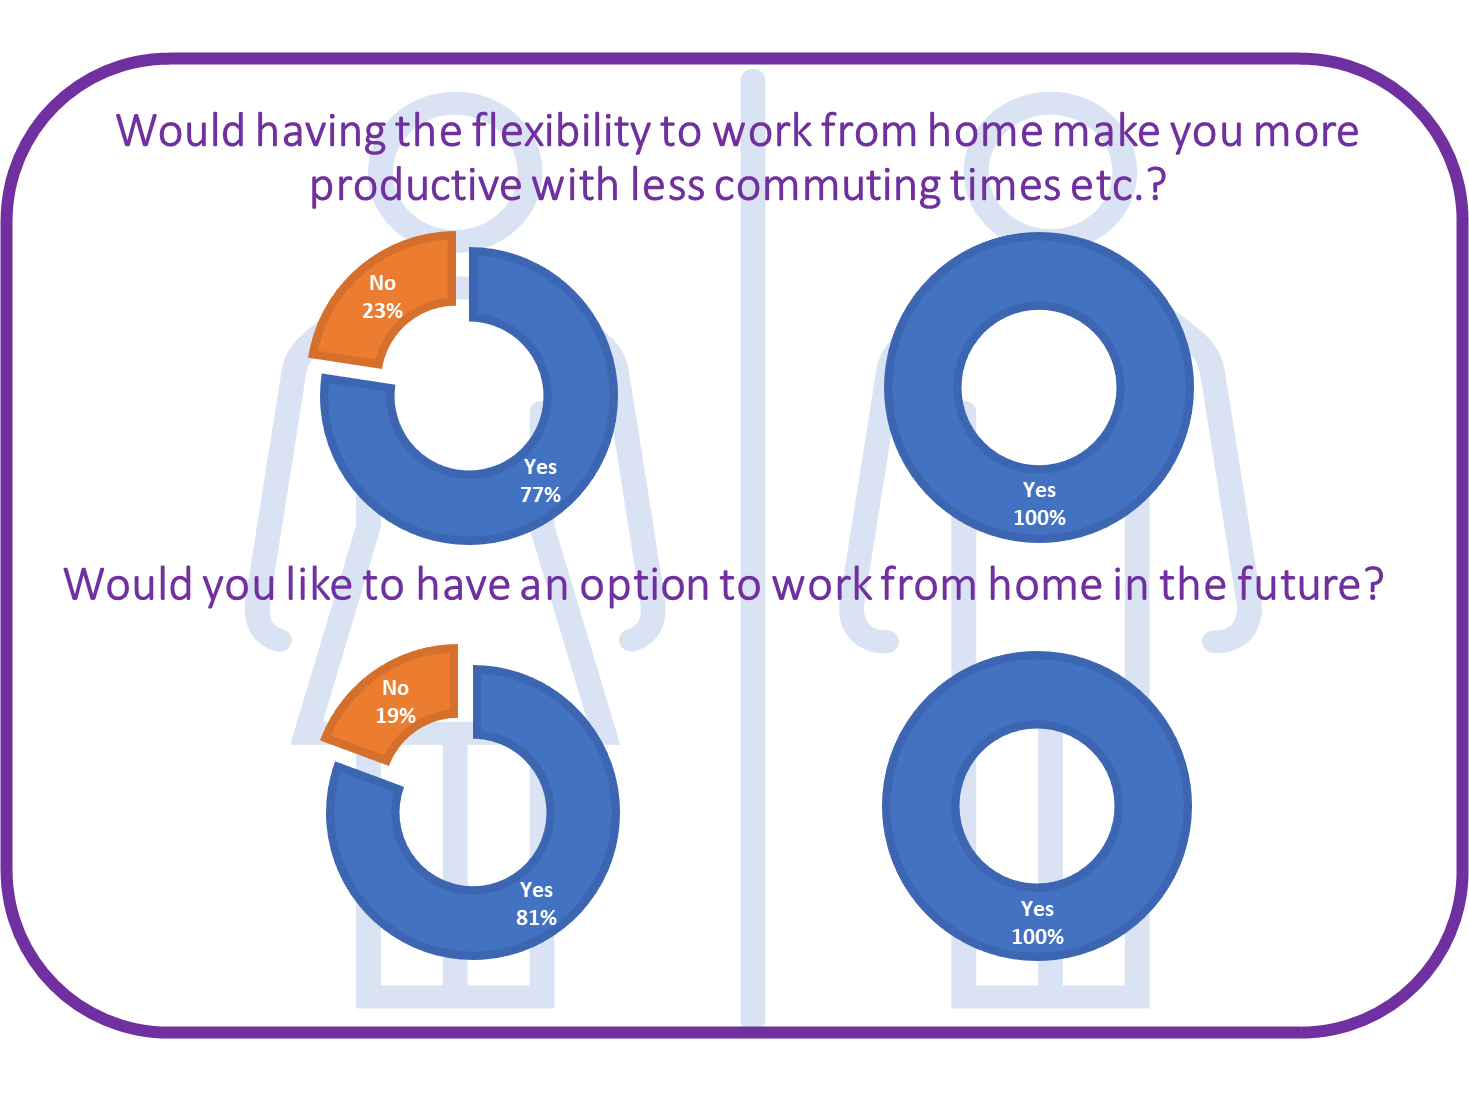 Would having the flexibility to work from home make you more
productive with less commuting times etc.?
No
23%
Yes
77%
Yes
100%
Would you like to have an option to work from home in the future?
No
19%
Yes
81%
Yes
100%